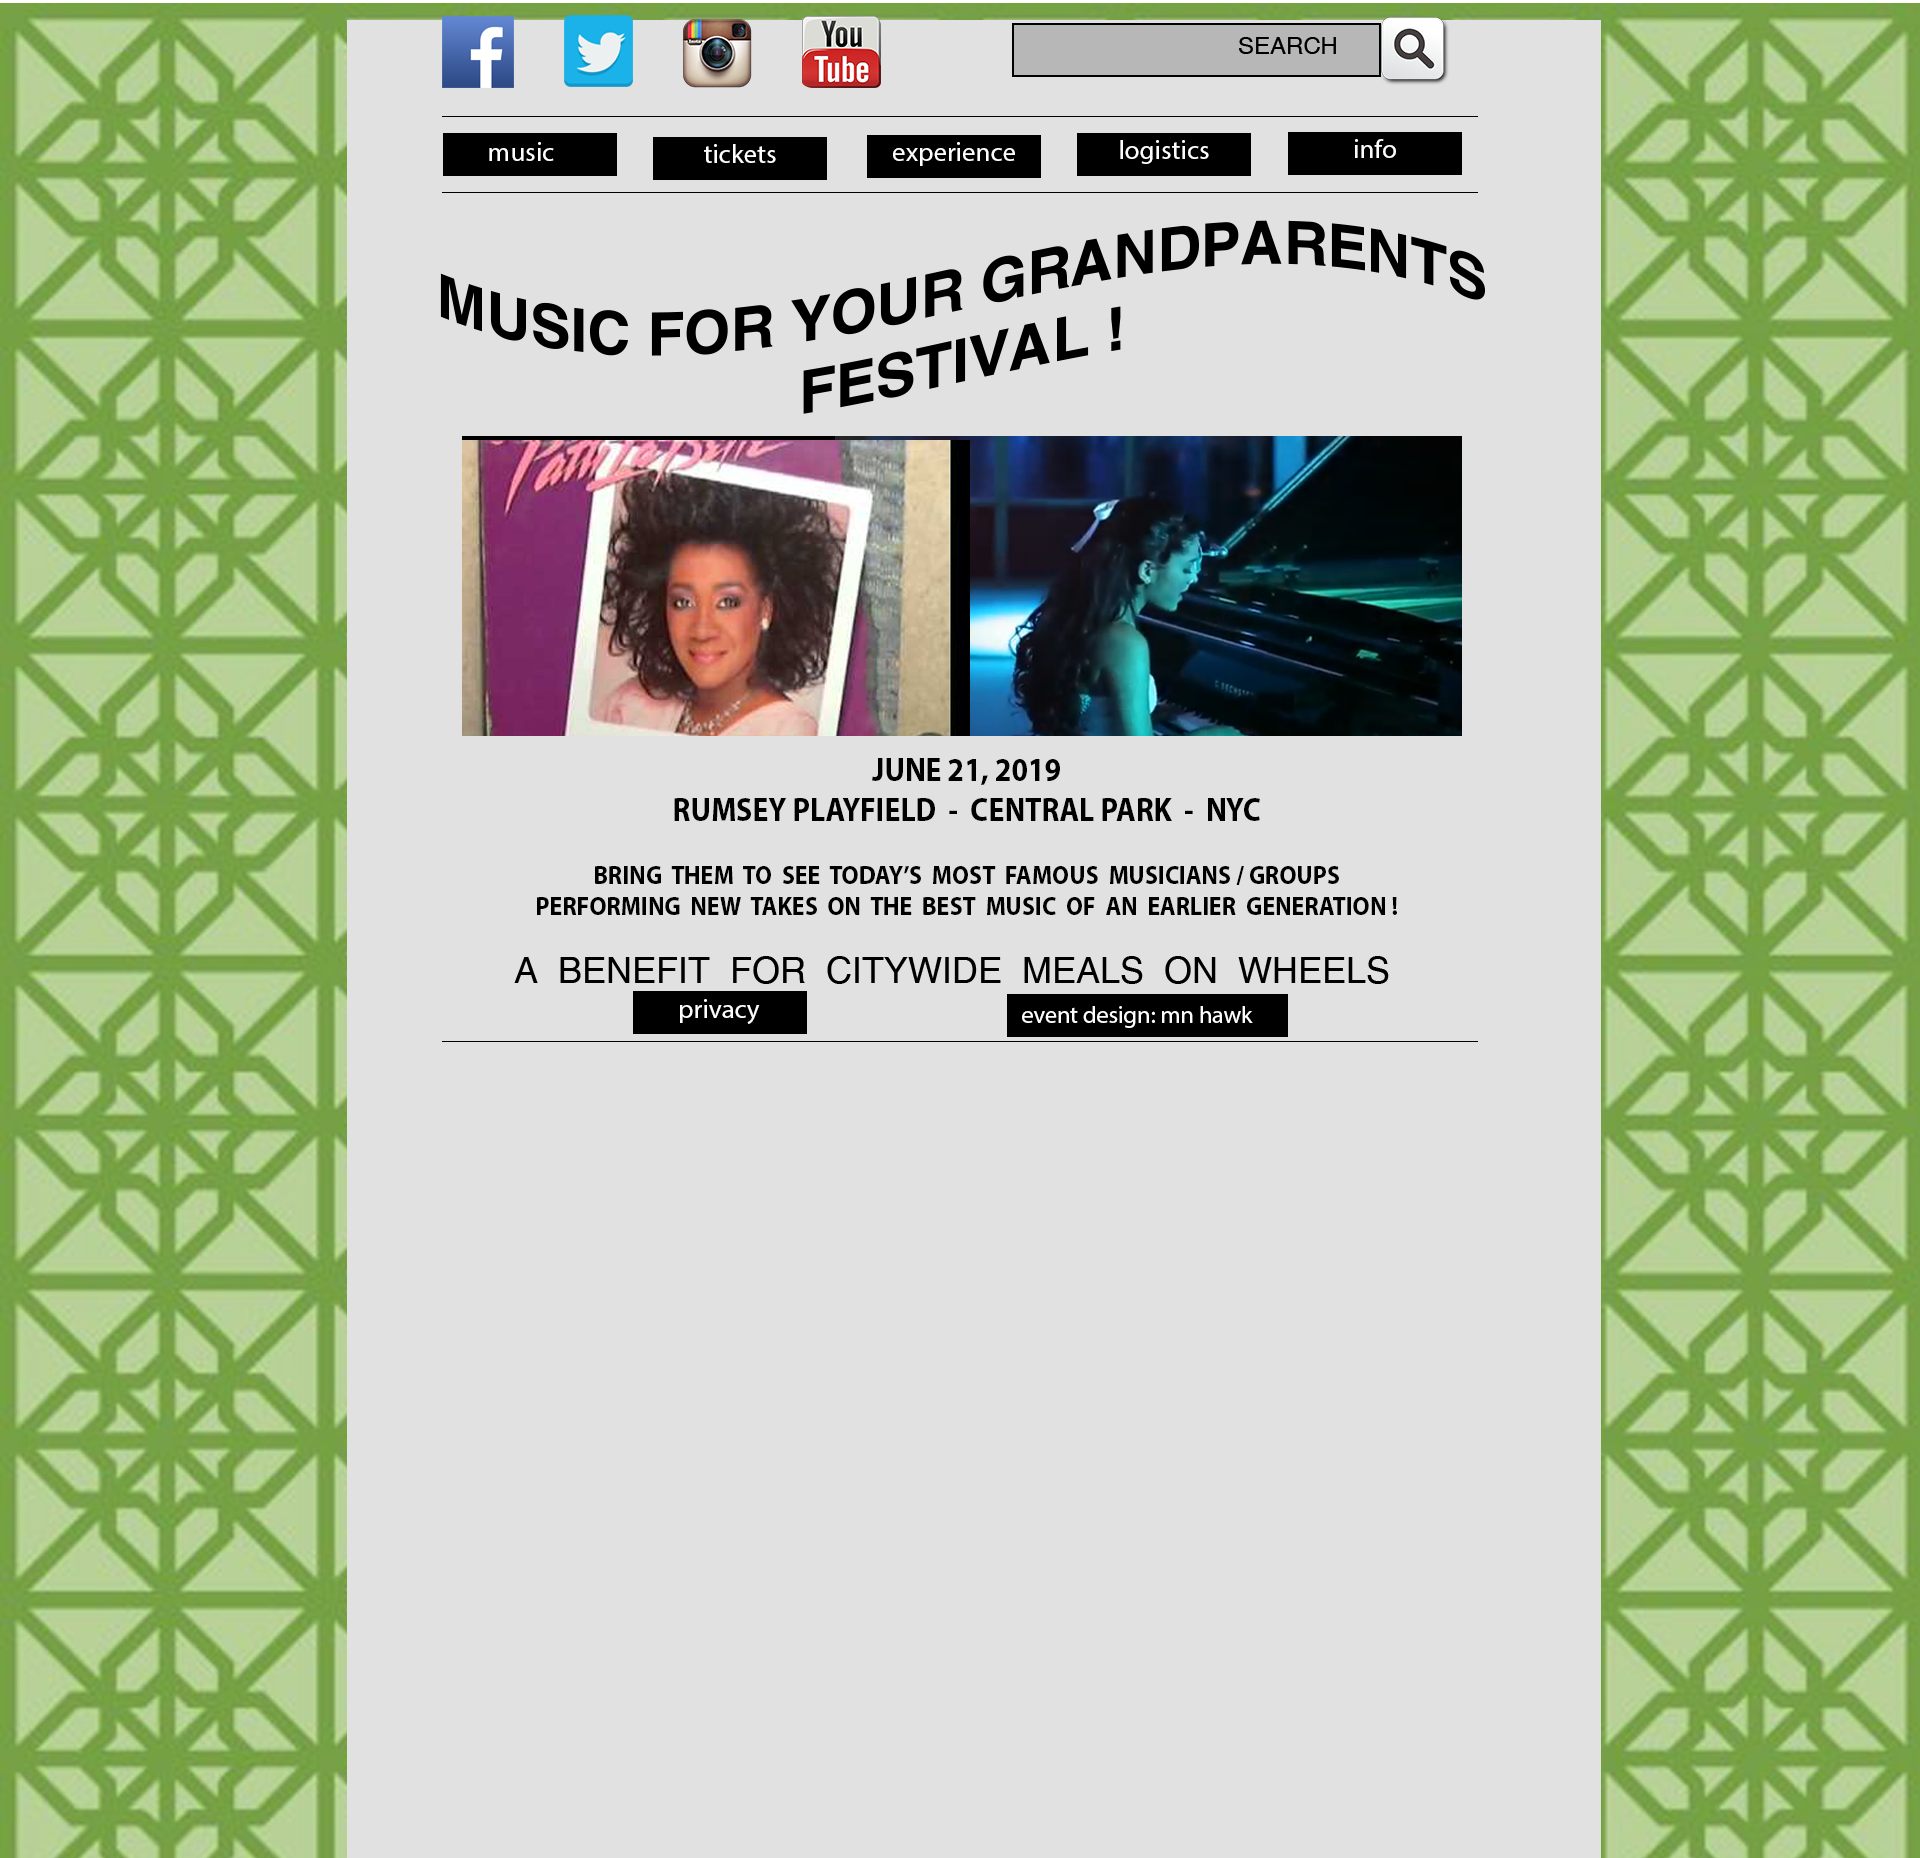 f
You
Tube
SEARCH
music
tickets
experience
logistics
info
MUSIC FOR YOUR GRANDPARENTS
FESTIVAL !
Patti LaBelle
JUNE 21, 2019
RUMSEY PLAYFIELD - CENTRAL PARK - NYC
BRING THEM TO SEE TODAY’S MOST FAMOUS MUSICIANS / GROUPS
PERFORMING NEW TAKES ON THE BEST MUSIC OF AN EARLIER GENERATION !
A BENEFIT FOR CITYWIDE MEALS ON WHEELS
privacy
event design: mn hawk